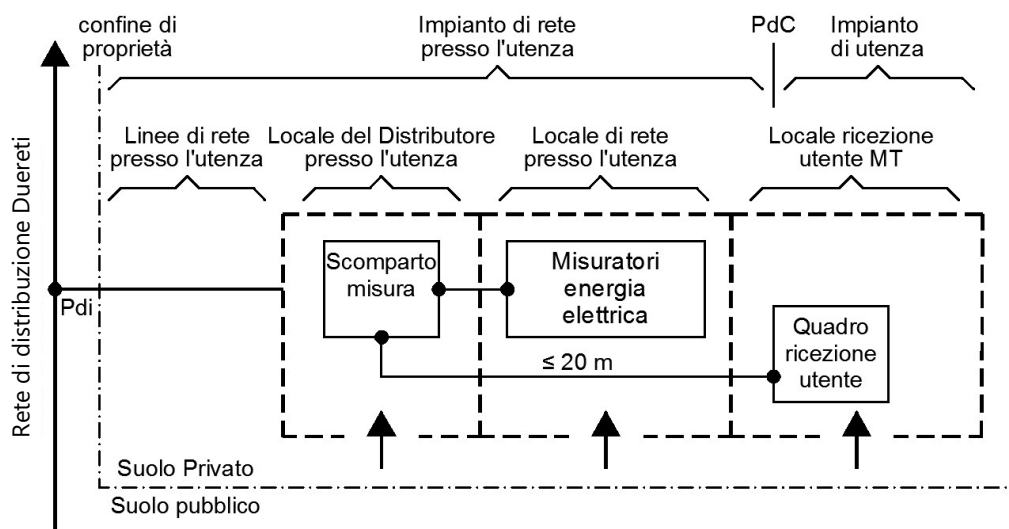 confine di
proprietà
Impianto di rete
presso l'utenza
PdC
Impianto
di utenza
Linee di rete
presso l'utenza
Locale del Distributore
presso l'utenza
Locale di rete
presso l'utenza
Locale ricezione
utente MT
Rete di distribuzione Duereti
Pdi
Scomparto
misura
Misuratori
energia
elettrica
≤ 20 m
Quadro
ricezione
utente
Suolo Privato
Suolo pubblico